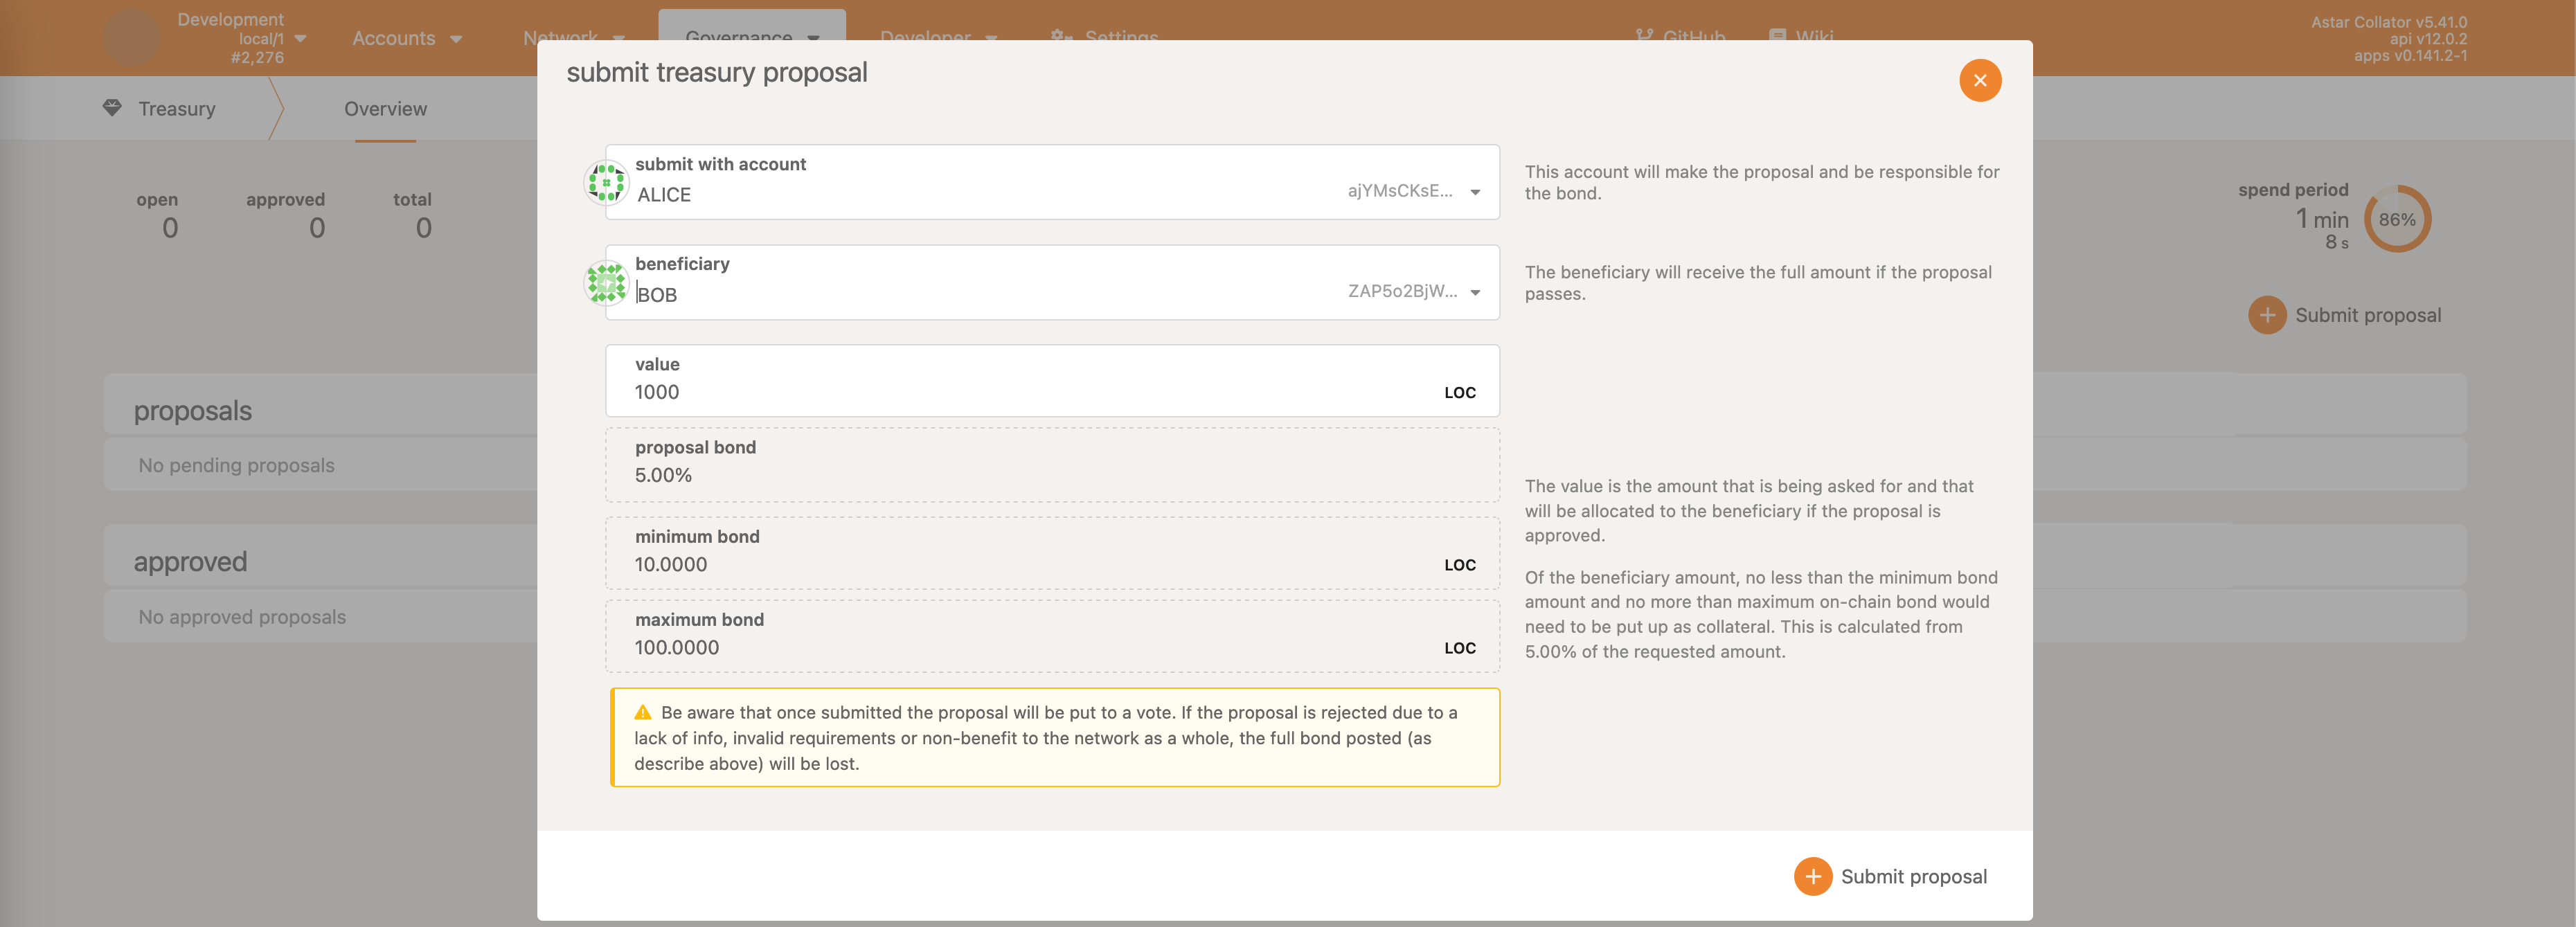 Development
local/1
#2,276
Accounts
Network
Governance
Developer
Settings
GitHub
Wiki
Astar Collator v5.41.0
api v12.0.2
apps v0.141.2-1
Treasury
Overview
open
0
approved
0
total
0
spend period
1 min
8 s
86%
Submit proposal
proposals
No pending proposals
approved
No approved proposals
submit treasury proposal
submit with account
ALICE
ajYMsCKsE...
This account will make the proposal and be responsible for
the bond.
beneficiary
BOB
ZAP5o2BjW...
The beneficiary will receive the full amount if the proposal
passes.
value
1000
LOC
proposal bond
5.00%
minimum bond
10.0000
LOC
maximum bond
100.0000
LOC
The value is the amount that is being asked for and that
will be allocated to the beneficiary if the proposal is
approved.
Of the beneficiary amount, no less than the minimum bond
amount and no more than maximum on-chain bond would
need to be put up as collateral. This is calculated from
5.00% of the requested amount.
Be aware that once submitted the proposal will be put to a vote. If the proposal is rejected due to a
lack of info, invalid requirements or non-benefit to the network as a whole, the full bond posted (as
describe above) will be lost.
Submit proposal